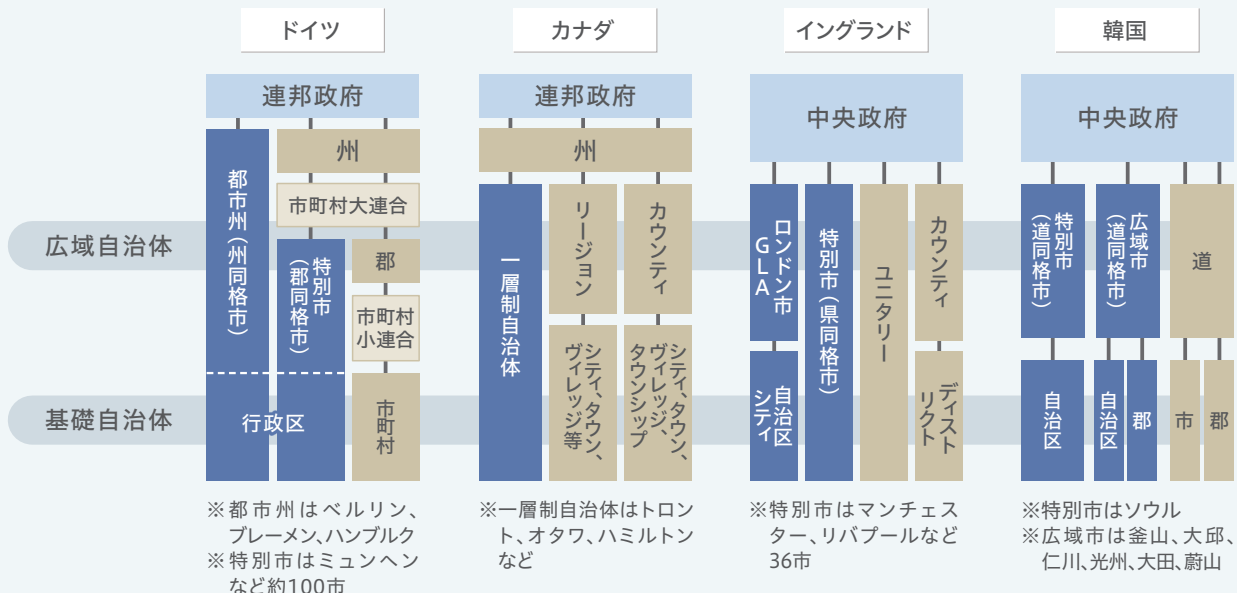 ドイツ
カナダ
イングランド
韓国
広域自治体
基礎自治体
連邦政府
都市州（州同格市）
州
市町村大連合
特別市
（郡同格市）
郡
市町村
小連合
行政区
市町村
※都市州はベルリン、
ブレーメン、ハンブルク
※特別市はミュンヘン
など約100市
連邦政府
州
一層制自治体
リージョン
カウンティ
シティ、タウン、
ヴィレッジ等
シティ、タウン、
ヴィレッジ、
タウンシップ
※一層制自治体はトロン
ト、オタワ、ハミルトン
など
中央政府
ロンドン市
GLA
自治区
シティ
特別市（県同格市）
ユニタリー
カウンティ
ディスト
リクト
※特別市はマンチェス
ター、リバプールなど
36市
中央政府
特別市
（道同格市）
広域市
（道同格市）
道
自治区
自治区
郡
市
郡
※特別市はソウル
※広域市は釜山、大邱、
仁川、光州、大田、蔚山